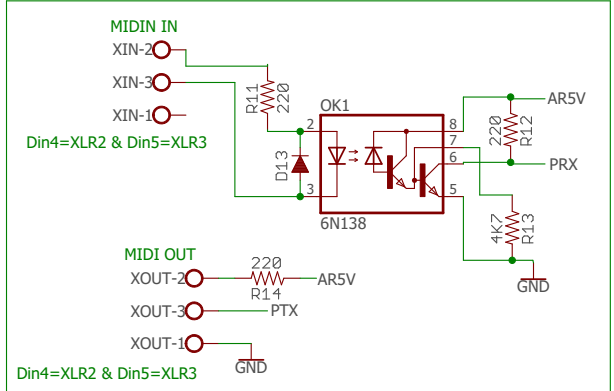 MIDIN IN
XIN-2
XIN-3
XIN-1
Din4=XLR2 & Din5=XLR3
R11
220
D13
OK1
2
3
8
7
6
5
6N138
AR5V
220
R12
PRX
4K7
R13
GND
MIDI OUT
XOUT-2
220
R14
AR5V
XOUT-3
PTX
XOUT-1
GND
Din4=XLR2 & Din5=XLR3